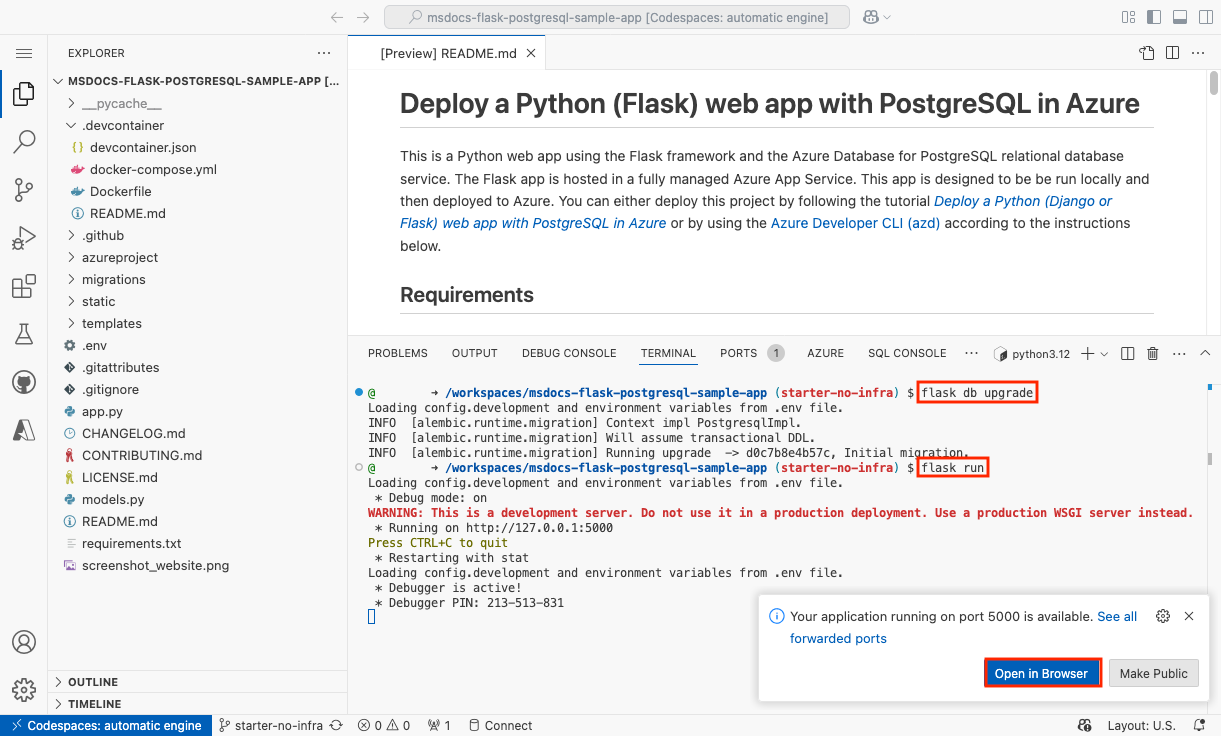 msdocs-flask-postgresql-sample-app [Codespaces: automatic engine]
EXPLORER
MSDOCS-FLASK-POSTGRESQL-SAMPLE-APP [...
__pycache__
.devcontainer
devcontainer.json
docker-compose.yml
Dockerfile
README.md
.github
azureproject
migrations
static
templates
.env
.gitattributes
.gitignore
app.py
CHANGELOG.md
CONTRIBUTING.md
LICENSE.md
models.py
README.md
requirements.txt
screenshot_website.png
OUTLINE
TIMELINE
[Preview] README.md
Deploy a Python (Flask) web app with PostgreSQL in Azure
This is a Python web app using the Flask framework and the Azure Database for PostgreSQL relational database
service. The Flask app is hosted in a fully managed Azure App Service. This app is designed to be be run locally and
then deployed to Azure. You can either deploy this project by following the tutorial Deploy a Python (Django or
Flask) web app with PostgreSQL in Azure or by using the Azure Developer CLI (azd) according to the instructions
below.
Requirements
PROBLEMS OUTPUT DEBUG CONSOLE TERMINAL PORTS 1 AZURE SQL CONSOLE ... python3.12
@ → /workspaces/msdocs-flask-postgresql-sample-app (starter-no-infra) $ flask db upgrade
Loading config.development and environment variables from .env file.
INFO [alembic.runtime.migration] Context impl PostgresqlImpl.
INFO [alembic.runtime.migration] Will assume transactional DDL.
INFO [alembic.runtime.migration] Running upgrade -> d0c7b8e4b57c, Initial migration.
@ → /workspaces/msdocs-flask-postgresql-sample-app (starter-no-infra) $ flask run
Loading config.development and environment variables from .env file.
* Debug mode: on
WARNING: This is a development server. Do not use it in a production deployment. Use a production WSGI server instead.
* Running on http://127.0.0.1:5000
Press CTRL+C to quit
* Restarting with stat
Loading config.development and environment variables from .env file.
* Debugger is active!
* Debugger PIN: 213-513-831
Your application running on port 5000 is available. See all
forwarded ports
Open in Browser Make Public
Codespaces: automatic engine starter-no-infra 0 0 1 Connect Layout: U.S.